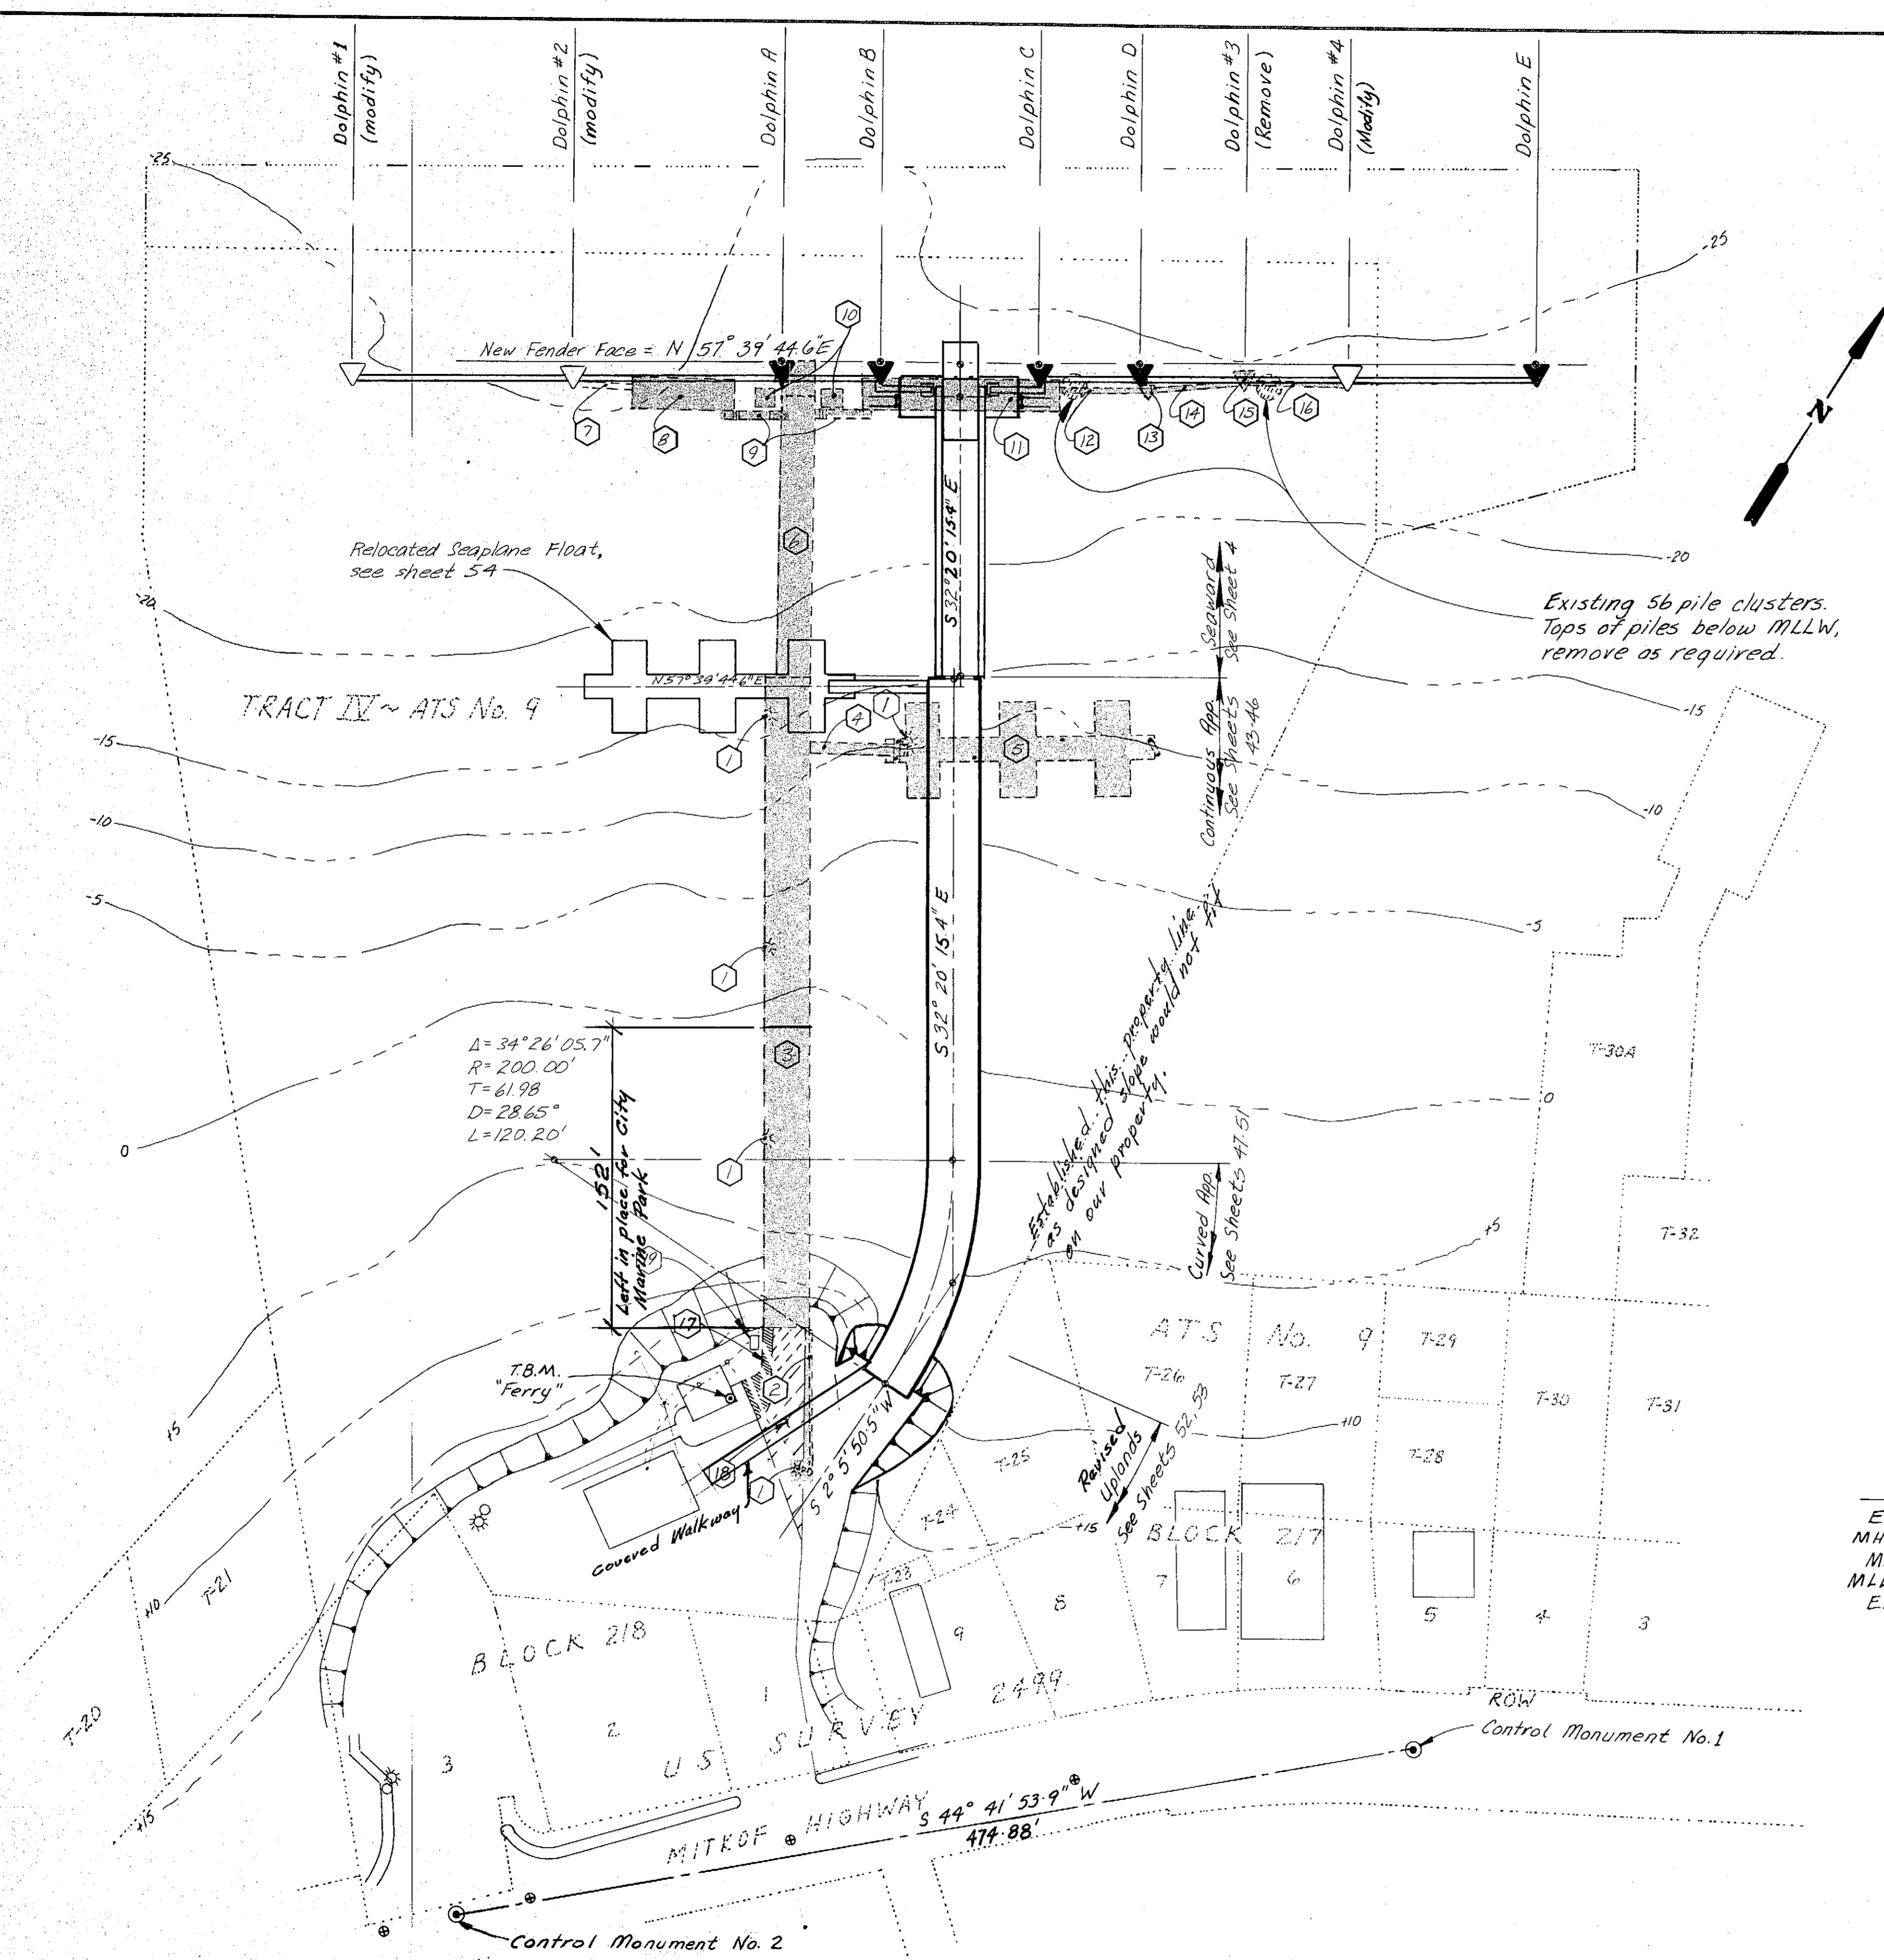 Dolphin #1
(modify)
Dolphin #2
(modify)
Dolphin A
Dolphin B
Dolphin C
Dolphin D
Dolphin #3
(Remove)
Dolphin #4
(Modify)
Dolphin E
-25
-25
New Fender Face = N 57° 39' 44.6" E
10
7
8
9
11
12
13
14
15
16
N
6
S 32° 20' 15.4" E
Relocated Seaplane Float,
see sheet 54
-20
-20
Seaward
See Sheet 4
Existing 56 pile clusters.
Tops of piles below MLLW,
remove as required.
N 57° 39' 44.6" E
TRACT IV ~ ATS No. 9
1
4
1
5
Continuous App.
See Sheets
43-46
-15
-15
-10
-10
-5
-5
1
S 32° 20' 15.4" E
Established this property line
as designed slope would not fit
on our property.
Δ = 34° 26' 05.7"
R = 200.00'
T = 61.98
D = 28.65°
L = 120.20'
3
T-30A
0
0
152'
Left in place for City
Marine Park
1
Curved App.
See Sheets 47-51
+5
T-32
19
17
T.B.M.
"Ferry"
2
ATS No. 9
T-29
T-26
T-27
T-30
T-31
+10
T-28
S 2° 5' 50.5" W
Revised
Uplands
See Sheets 52, 53
T-25
18
1
Covered Walkway
+5
T-24
+15
BLOCK 217
T-23
7
6
5
4
3
8
9
+10
T-21
BLOCK 218
1
2
3
T-20
+15
US SURVEY 2499
ROW
Control Monument No. 1
MITKOF HIGHWAY
S 44° 41' 53.9" W
474.88'
Control Monument No. 2
E
MH
M
MLL
E